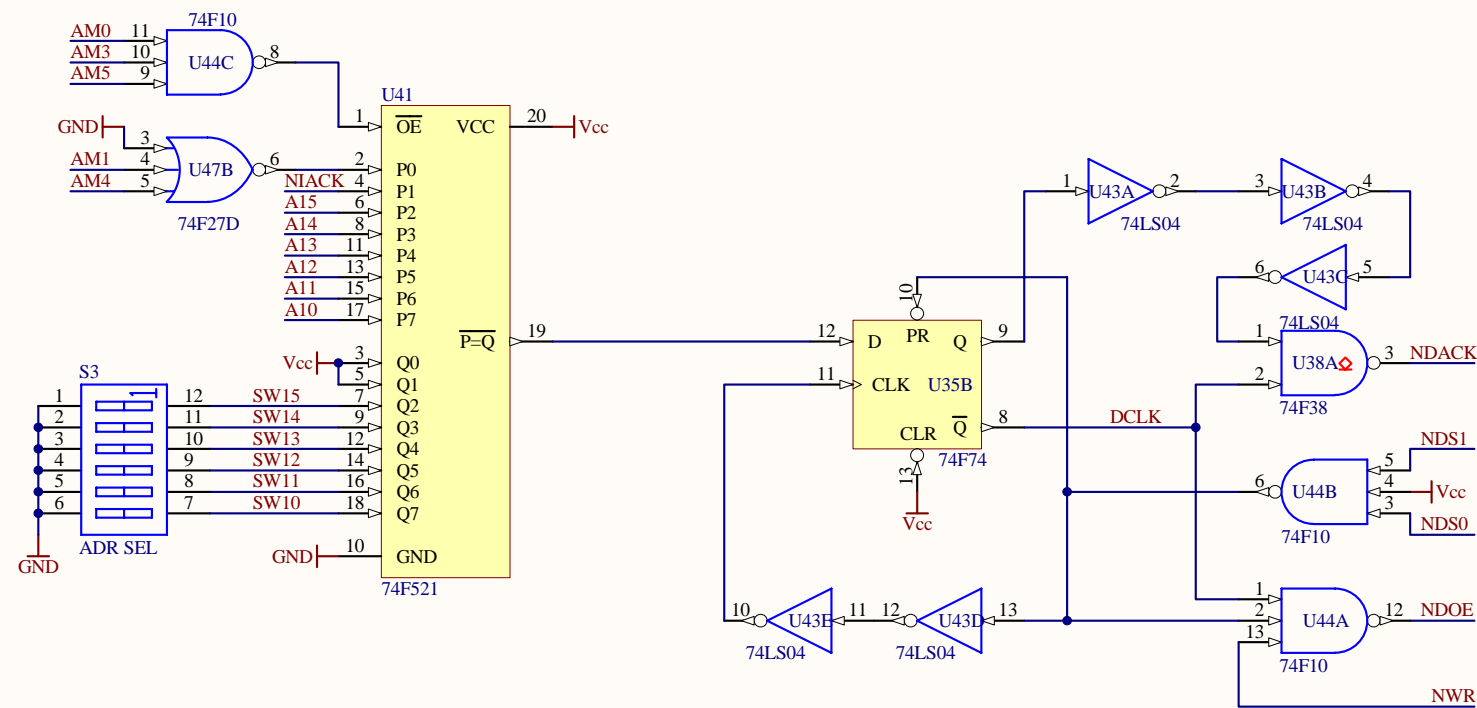 74F10
AM0 11
AM3 10 U44C 8
AM5 9
U41
1 OE VCC 20 Vcc
GND 3
AM1 4 U47B 6 2 P0
AM4 5
74F27D
NIACK 4 P1
A15 6 P2
A14 8 P3
A13 11 P4
A12 13 P5
A11 15 P6
A10 17 P7
P=Q 19
Vcc 3 Q0
5 Q1
S3
1 12 SW15 7 Q2
2 11 SW14 9 Q3
3 10 SW13 12 Q4
4 9 SW12 14 Q5
5 8 SW11 16 Q6
6 7 SW10 18 Q7
ADR SEL
GND
GND 10 GND
74F521
1 U43A 2 3 U43B 4
74LS04 74LS04
6 U43C 5
74LS04
10
12 D PR Q 9
11 CLK U35B
CLR Q 8 DCLK
13 74F74
Vcc
1
U38A 3 NDACK
2
74F38
5 NDS1
6 U44B 4 Vcc
3 NDS0
74F10
10 U43E 11 12 U43D 13
74LS04 74LS04
1
2 U44A 12 NDOE
13
74F10
NWR